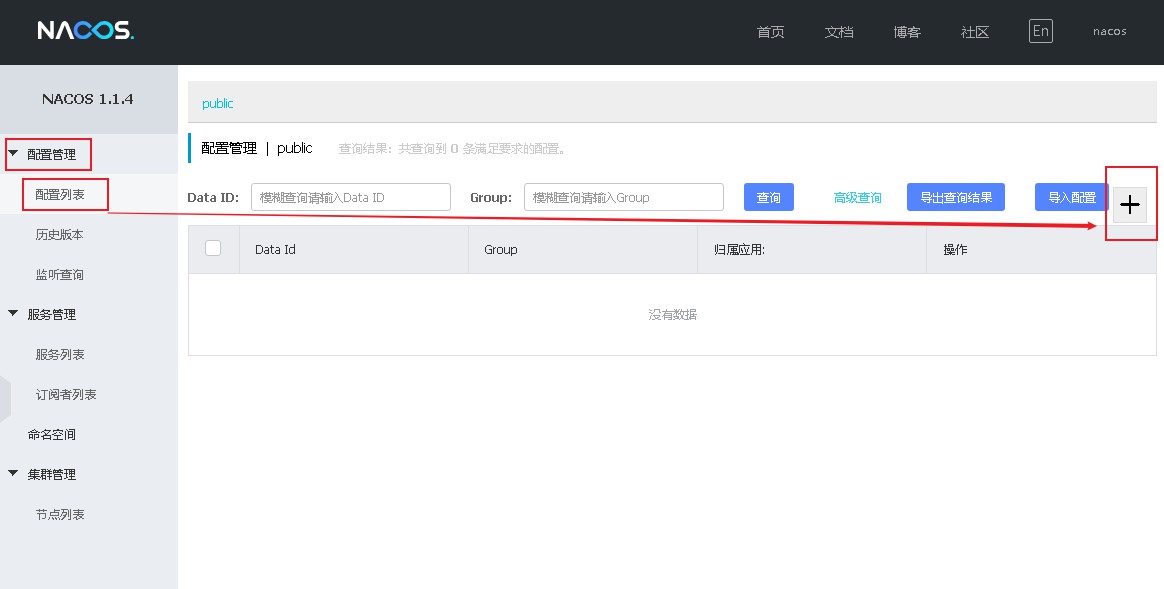 NACOS.
首页 文档 博客 社区 En nacos
NACOS 1.1.4
配置管理
配置列表
历史版本
监听查询
服务管理
服务列表
订阅者列表
命名空间
集群管理
节点列表
public
配置管理 | public 查询结果：共查询到 0 条满足要求的配置。
Data ID: 模糊查询请输入Data ID Group: 模糊查询请输入Group 查询 高级查询 导出查询结果 导入配置 +
Data Id Group 归属应用: 操作
没有数据